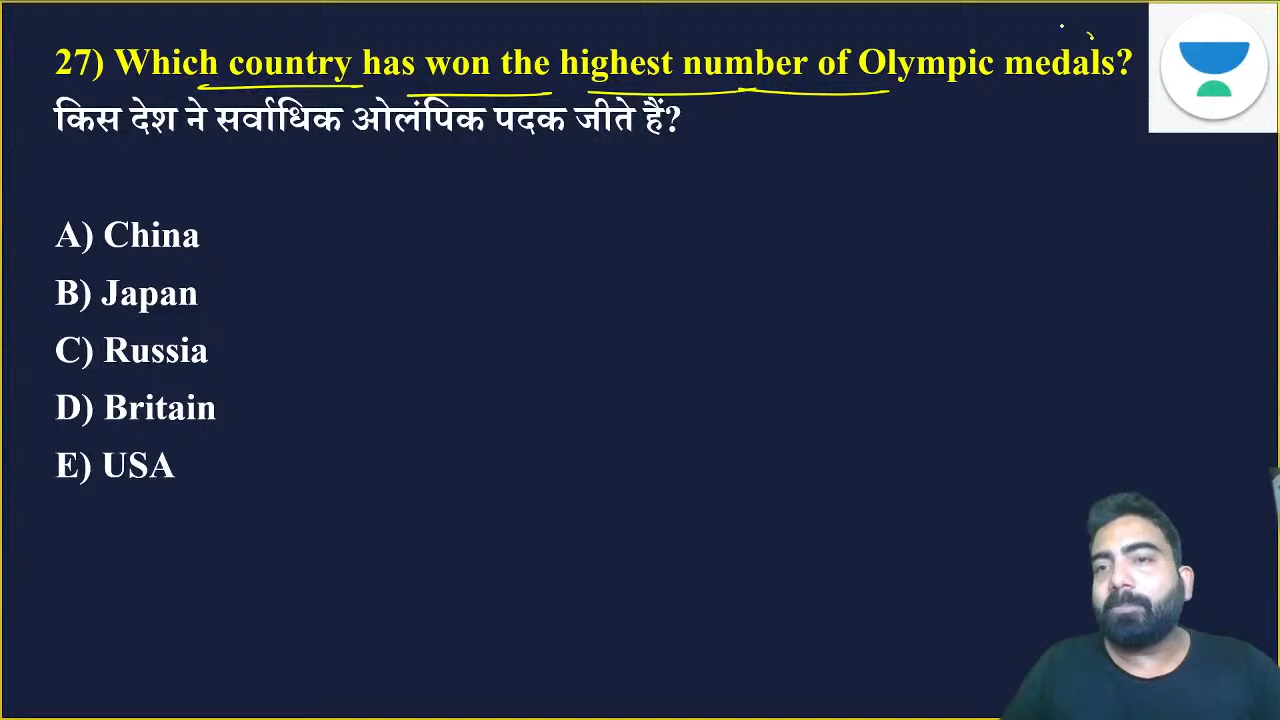 27) Which country has won the highest number of Olympic medals?
किस देश ने सर्वाधिक ओलंपिक पदक जीते हैं?
A) China
B) Japan
C) Russia
D) Britain
E) USA